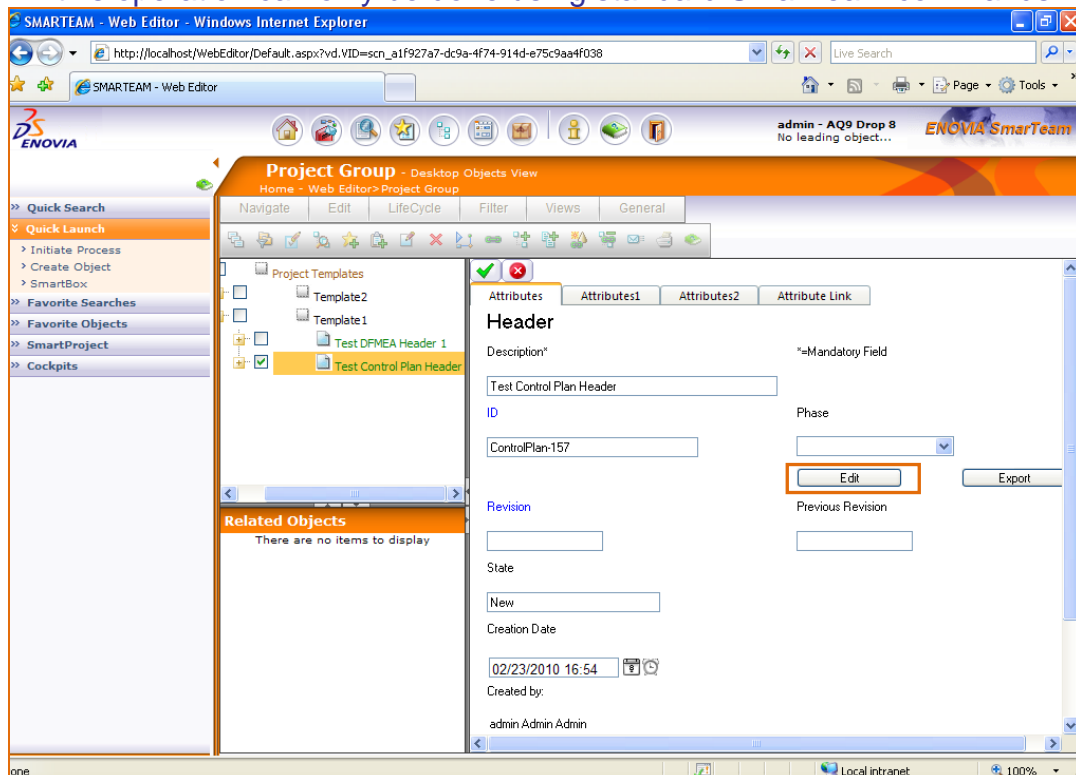 SMARTEAM - Web Editor - Windows Internet Explorer
http://localhost/WebEditor/Default.aspx?vd.VID=scn_a1f927a7-dc9a-4f74-914d-e75c9aa4f038
Live Search
SMARTEAM - Web Editor
Page
Tools
ENOVIA
admin - AQ9 Drop 8
No leading object...
ENOVIA SmarTeam
Project Group - Desktop Objects View
Home - Web Editor>Project Group
Navigate Edit LifeCycle Filter Views General
Quick Search
Quick Launch
Initiate Process
Create Object
SmartBox
Favorite Searches
Favorite Objects
SmartProject
Cockpits
Project Templates
Template2
Template1
Test DFMEA Header 1
Test Control Plan Header
Related Objects
There are no items to display
Attributes Attributes1 Attributes2 Attribute Link
Header
Description* *=Mandatory Field
Test Control Plan Header
ID Phase
ControlPlan-157
Edit Export
Revision Previous Revision
State
New
Creation Date
02/23/2010 16:54
Created by:
admin Admin Admin
one
Local intranet
100%